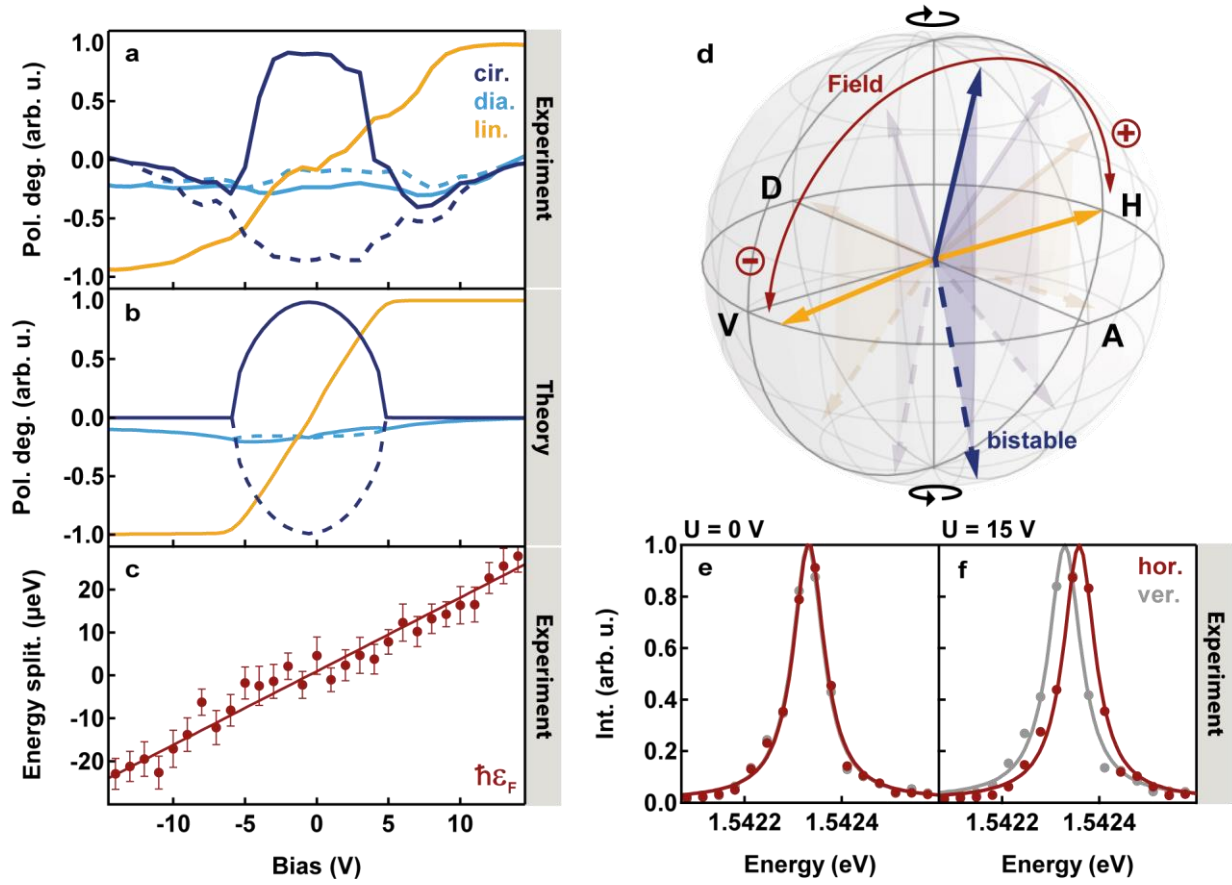 a
cir.
dia.
lin.
1.0
0.5
0.0
-0.5
-1.0
Pol. deg. (arb. u.)
Experiment
b
1.0
0.5
0.0
-0.5
-1.0
Pol. deg. (arb. u.)
Theory
c
20
0
-20
Energy split. (µeV)
ħεF
Experiment
-10 -5 0 5 10
Bias (V)
d
Field
+
D
H
−
V
A
bistable
U = 0 V
U = 15 V
e
f
hor.
ver.
1.0
0.8
0.6
0.4
0.2
0.0
Int. (arb. u.)
Experiment
1.5422 1.5424 1.5422 1.5424
Energy (eV) Energy (eV)